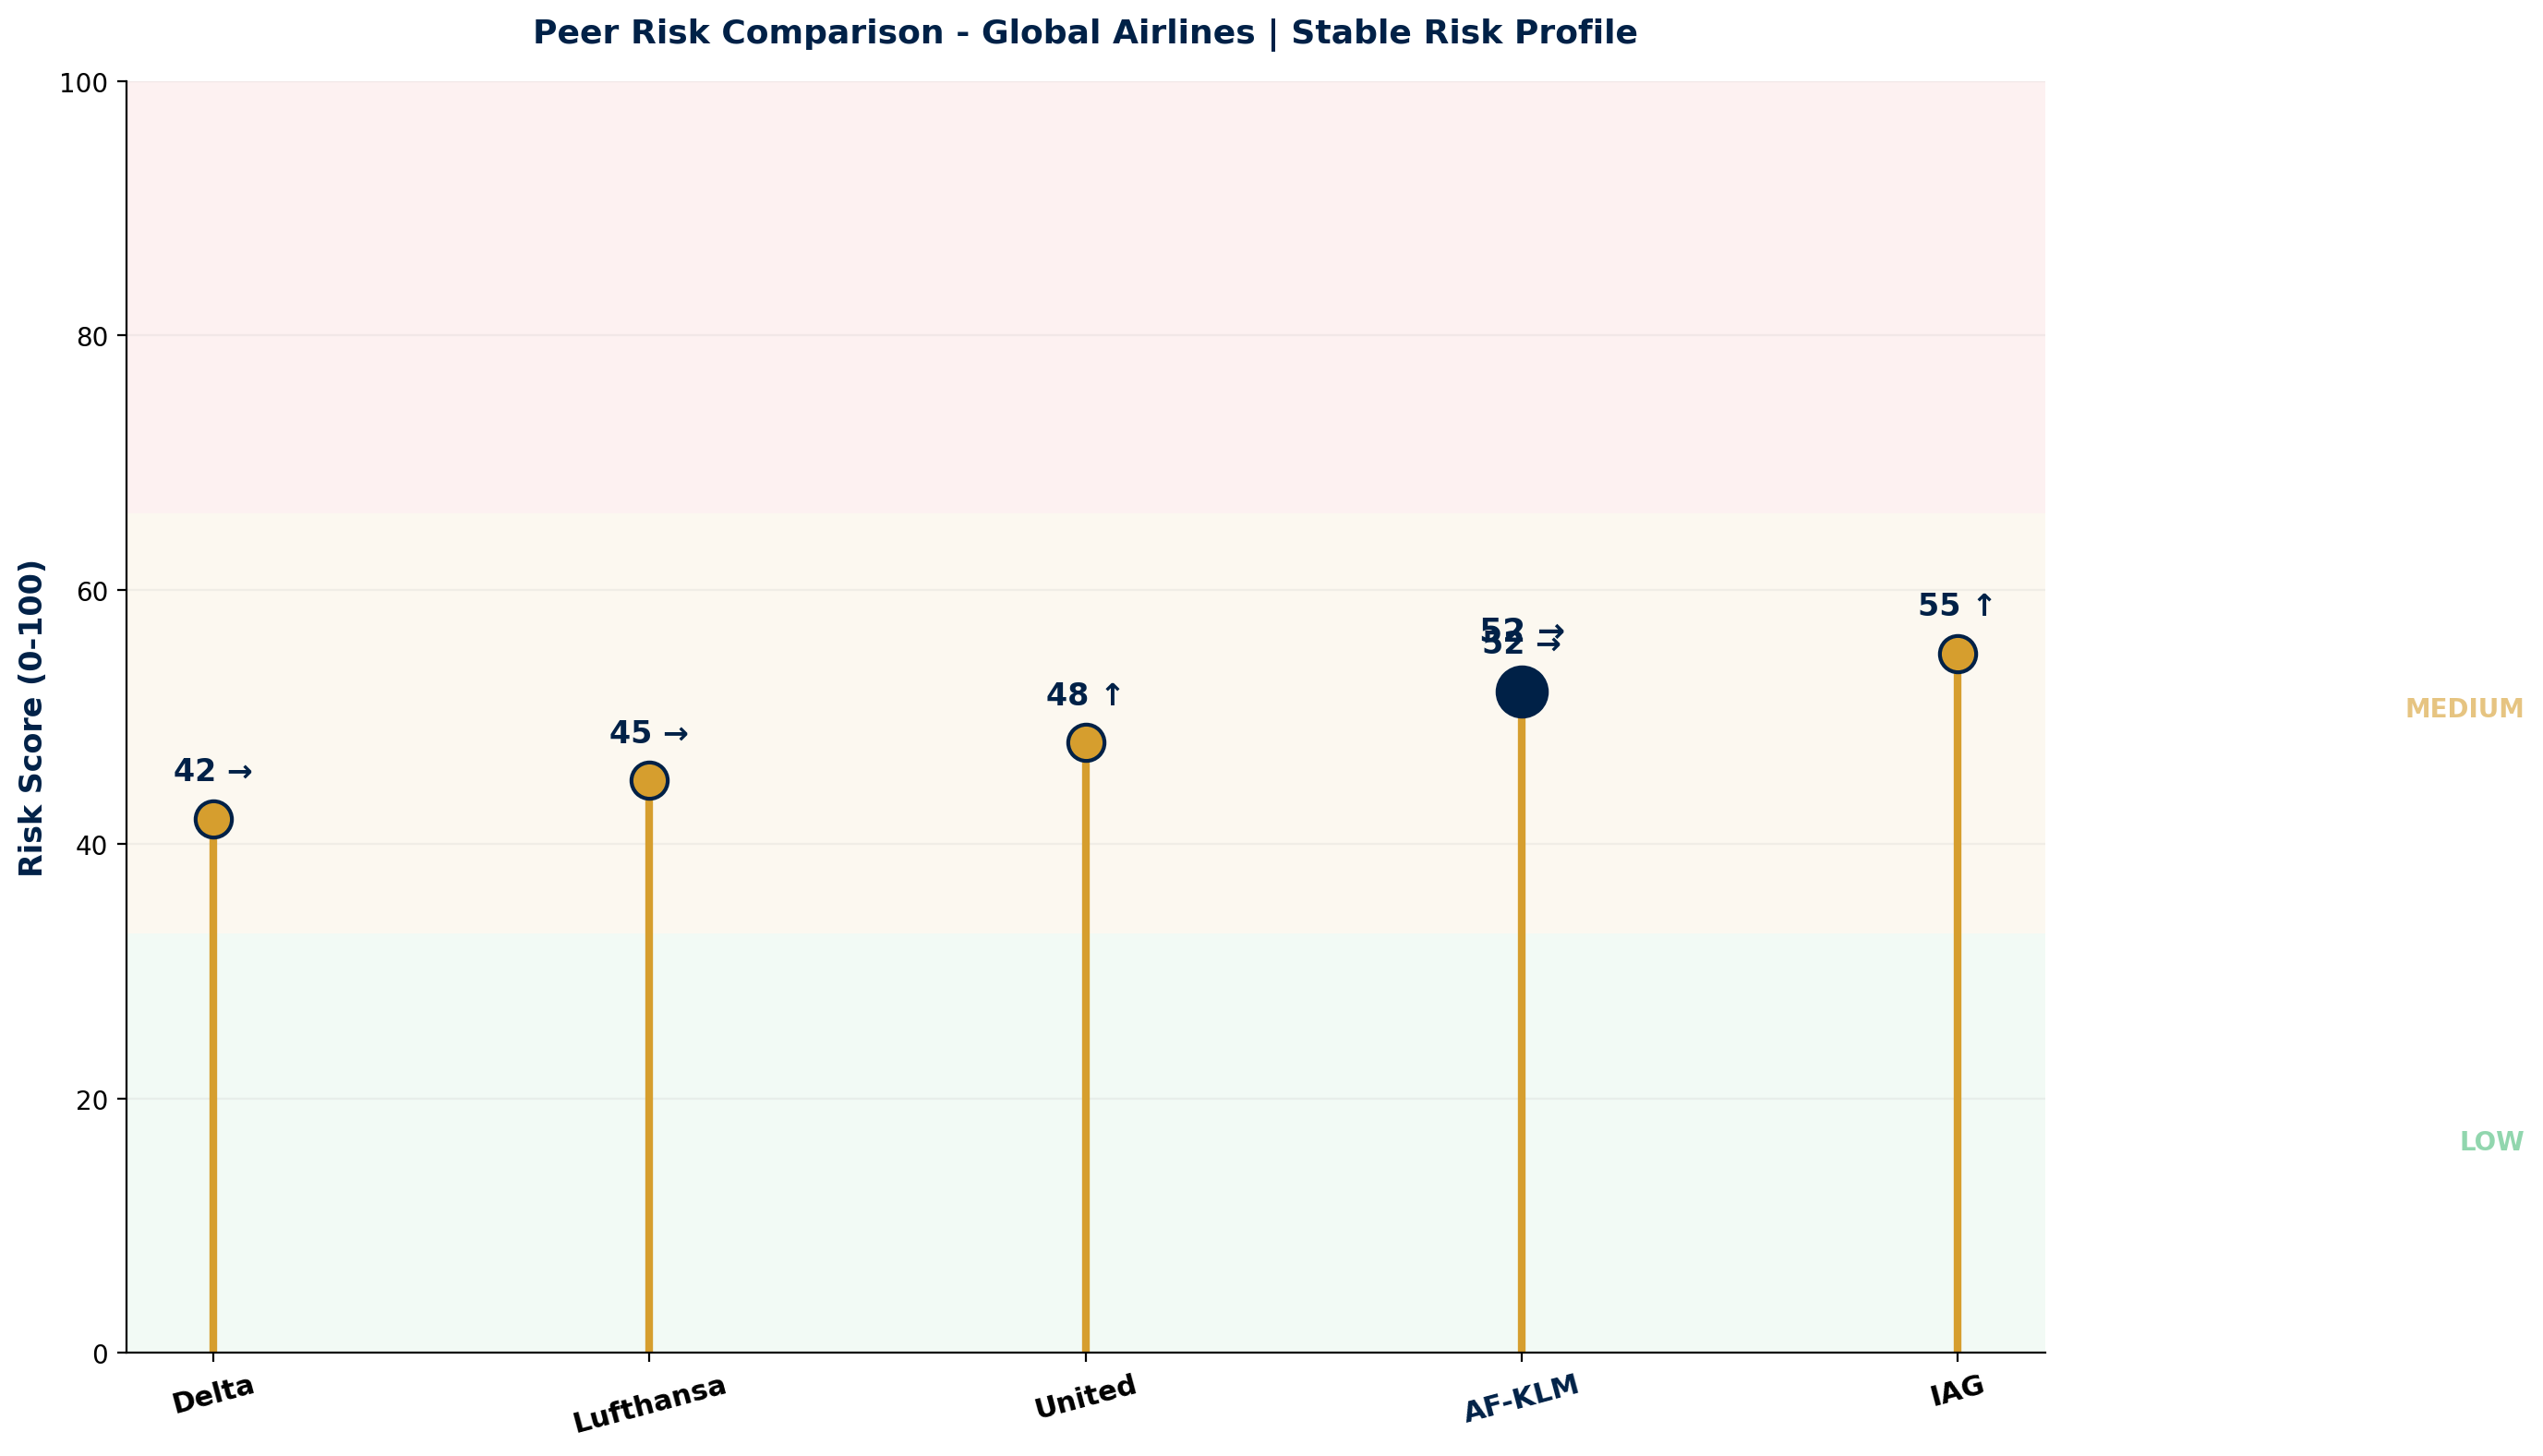 Peer Risk Comparison - Global Airlines | Stable Risk Profile
Risk Score (0-100)
100
80
60
40
20
0
42 →
45 →
48 ↑
52 →
52 →
55 ↑
MEDIUM
LOW
Delta
Lufthansa
United
AF-KLM
IAG